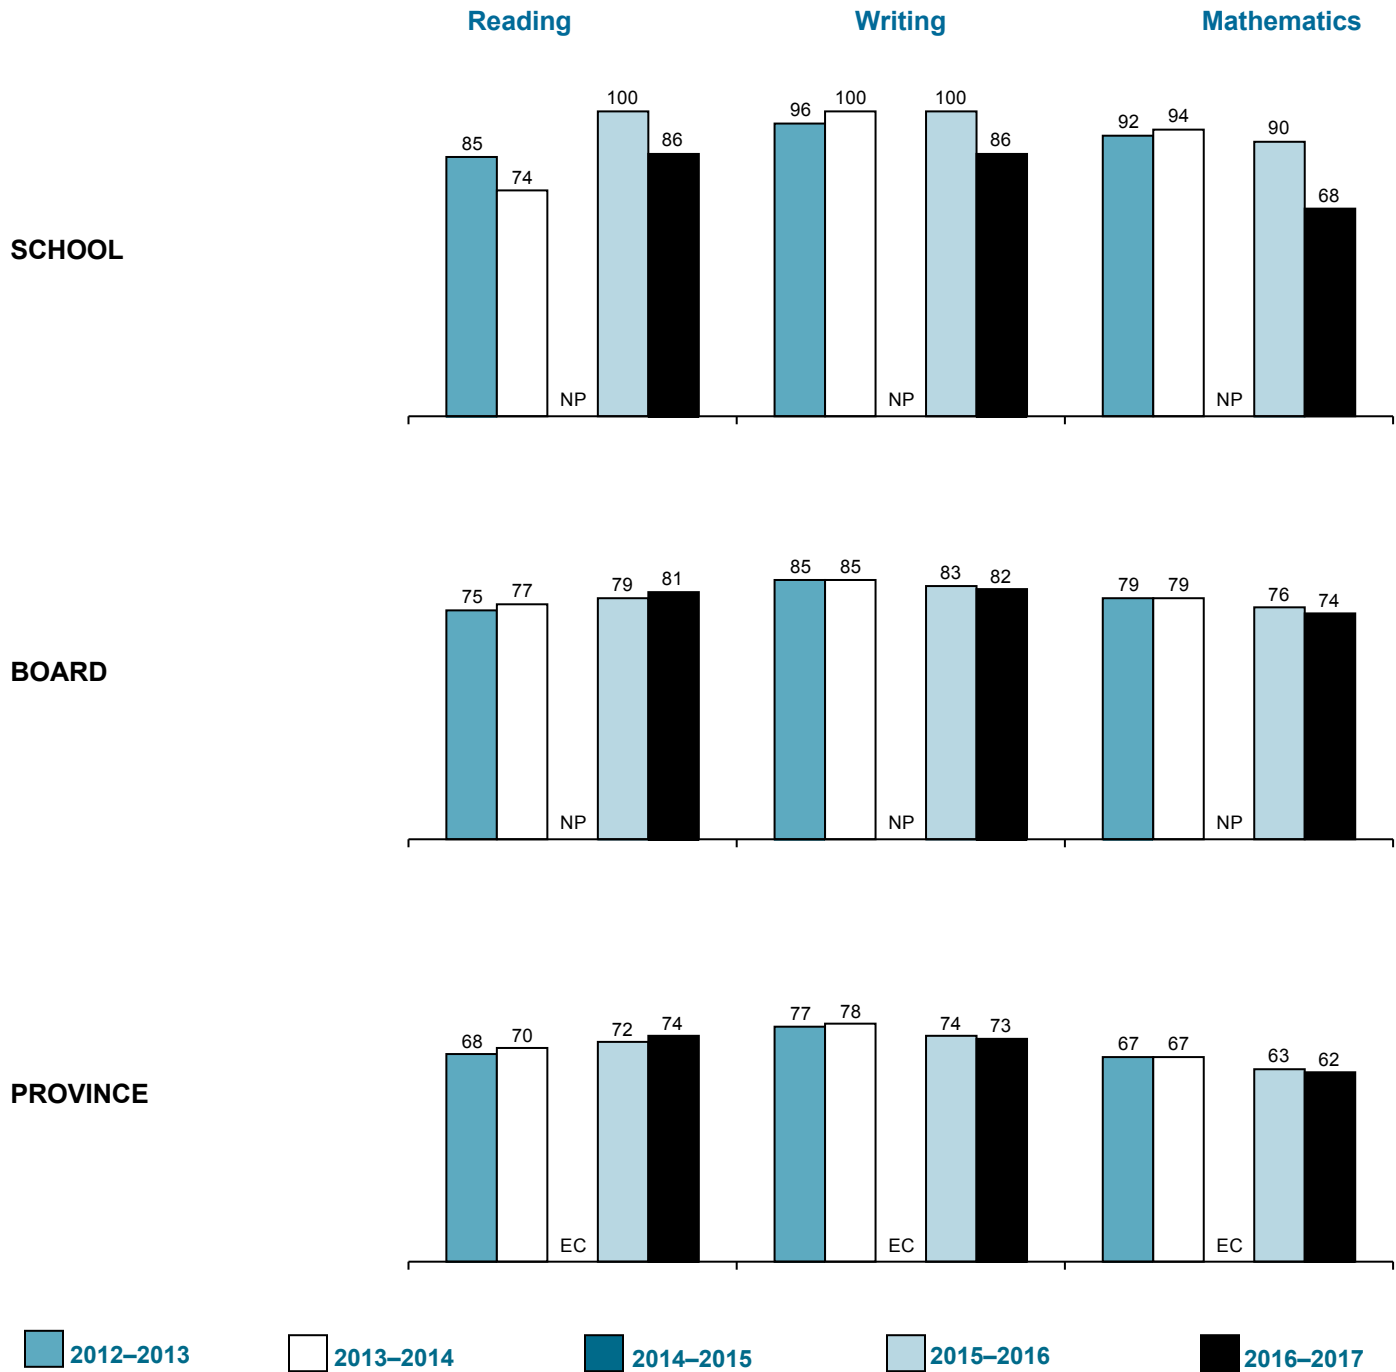 Reading Writing Mathematics
SCHOOL
85 74 NP 100 86 96 100 NP 100 86 92 94 NP 90 68
BOARD
75 77 NP 79 81 85 85 NP 83 82 79 79 NP 76 74
PROVINCE
68 70 EC 72 74 77 78 EC 74 73 67 67 EC 63 62
2012–2013 2013–2014 2014–2015 2015–2016 2016–2017